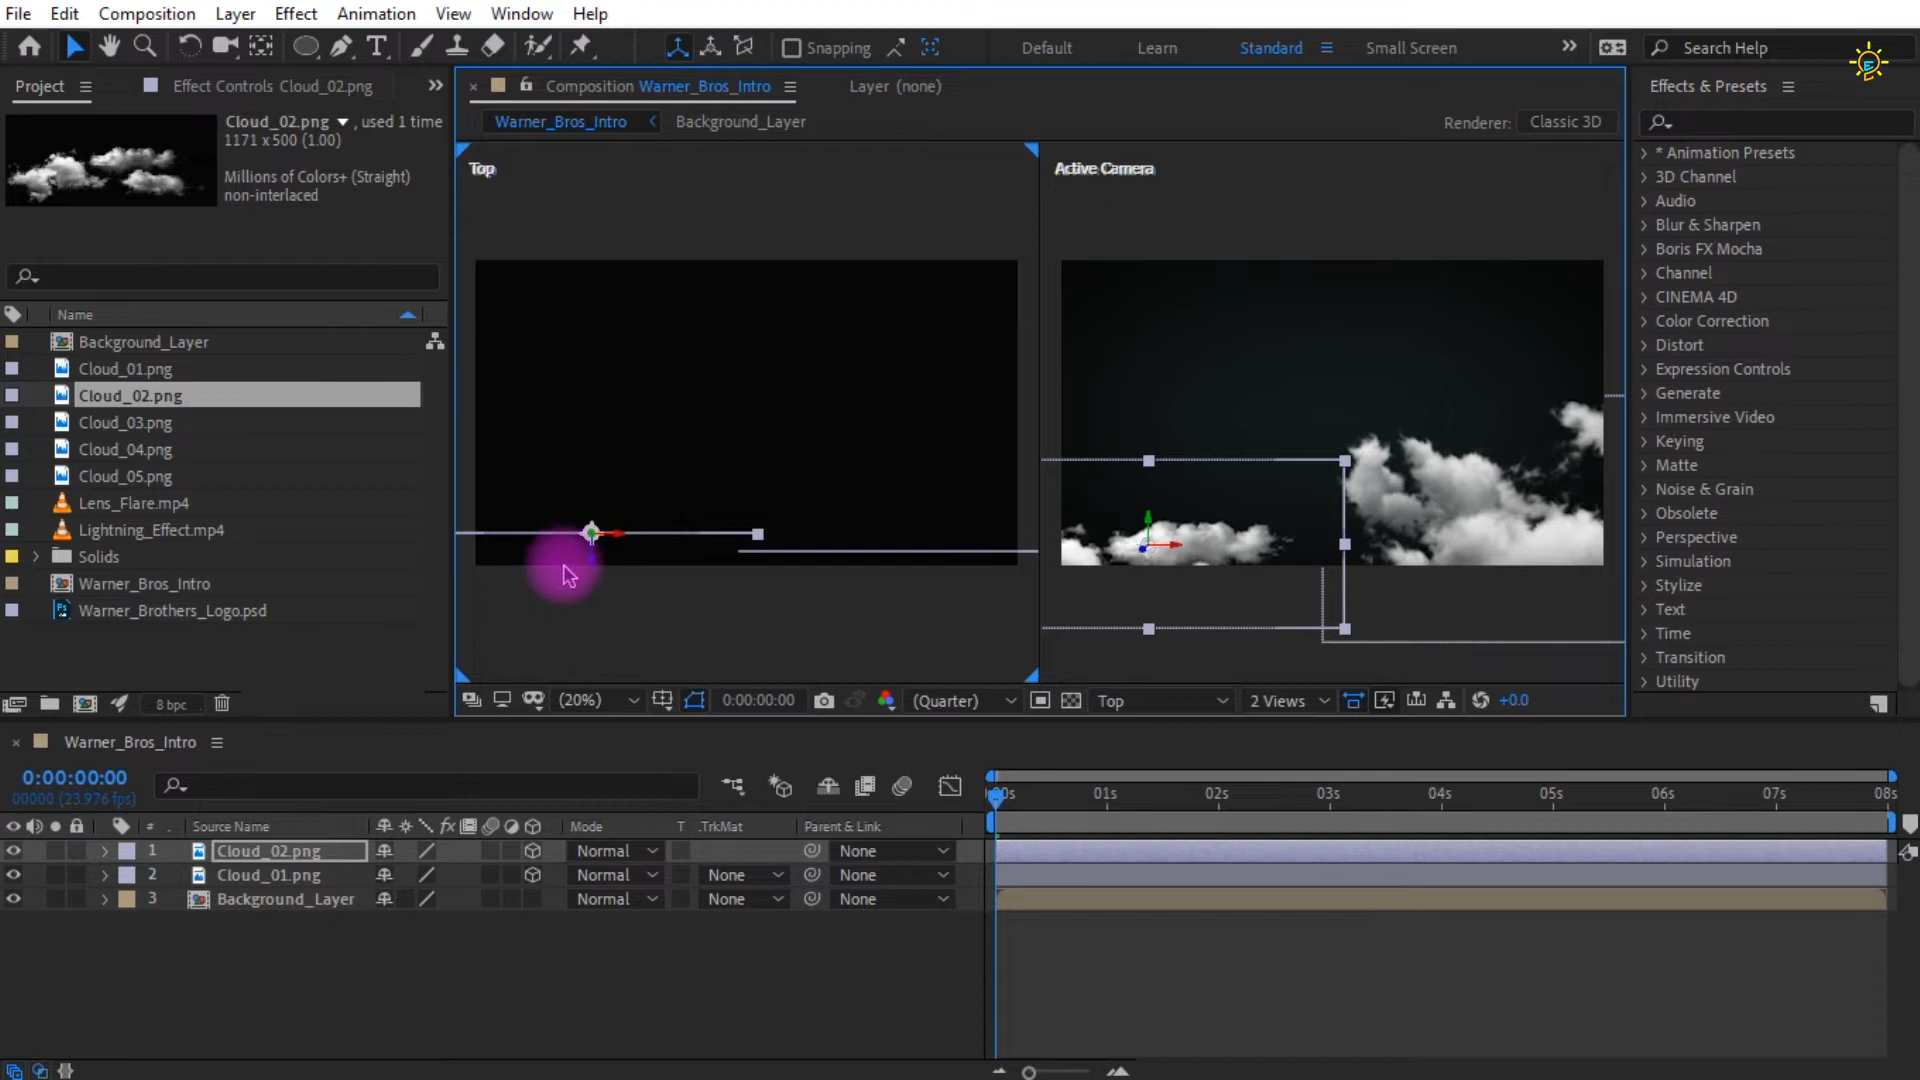 File Edit Composition Layer Effect Animation View Window Help
Snapping Default Learn Standard Small Screen Search Help
Project Effect Controls Cloud_02.png
Composition Warner_Bros_Intro Layer (none)
Effects & Presets
Cloud_02.png , used 1 time
1171 x 500 (1.00)
Millions of Colors+ (Straight)
non-interlaced
Warner_Bros_Intro Background_Layer
Renderer: Classic 3D
Top
Active Camera
Name
Background_Layer
Cloud_01.png
Cloud_02.png
Cloud_03.png
Cloud_04.png
Cloud_05.png
Lens_Flare.mp4
Lightning_Effect.mp4
Solids
Warner_Bros_Intro
Warner_Brothers_Logo.psd
* Animation Presets
3D Channel
Audio
Blur & Sharpen
Boris FX Mocha
Channel
CINEMA 4D
Color Correction
Distort
Expression Controls
Generate
Immersive Video
Keying
Matte
Noise & Grain
Obsolete
Perspective
Simulation
Stylize
Text
Time
Transition
Utility
8 bpc
(20%) 0:00:00:00 (Quarter) Top 2 Views +0.0
Warner_Bros_Intro
0:00:00:00
00000 (23.976 fps)
00s 01s 02s 03s 04s 05s 06s 07s 08s
# . Source Name fx Mode T .TrkMat Parent & Link
1 Cloud_02.png Normal None
2 Cloud_01.png Normal None None
3 Background_Layer Normal None None